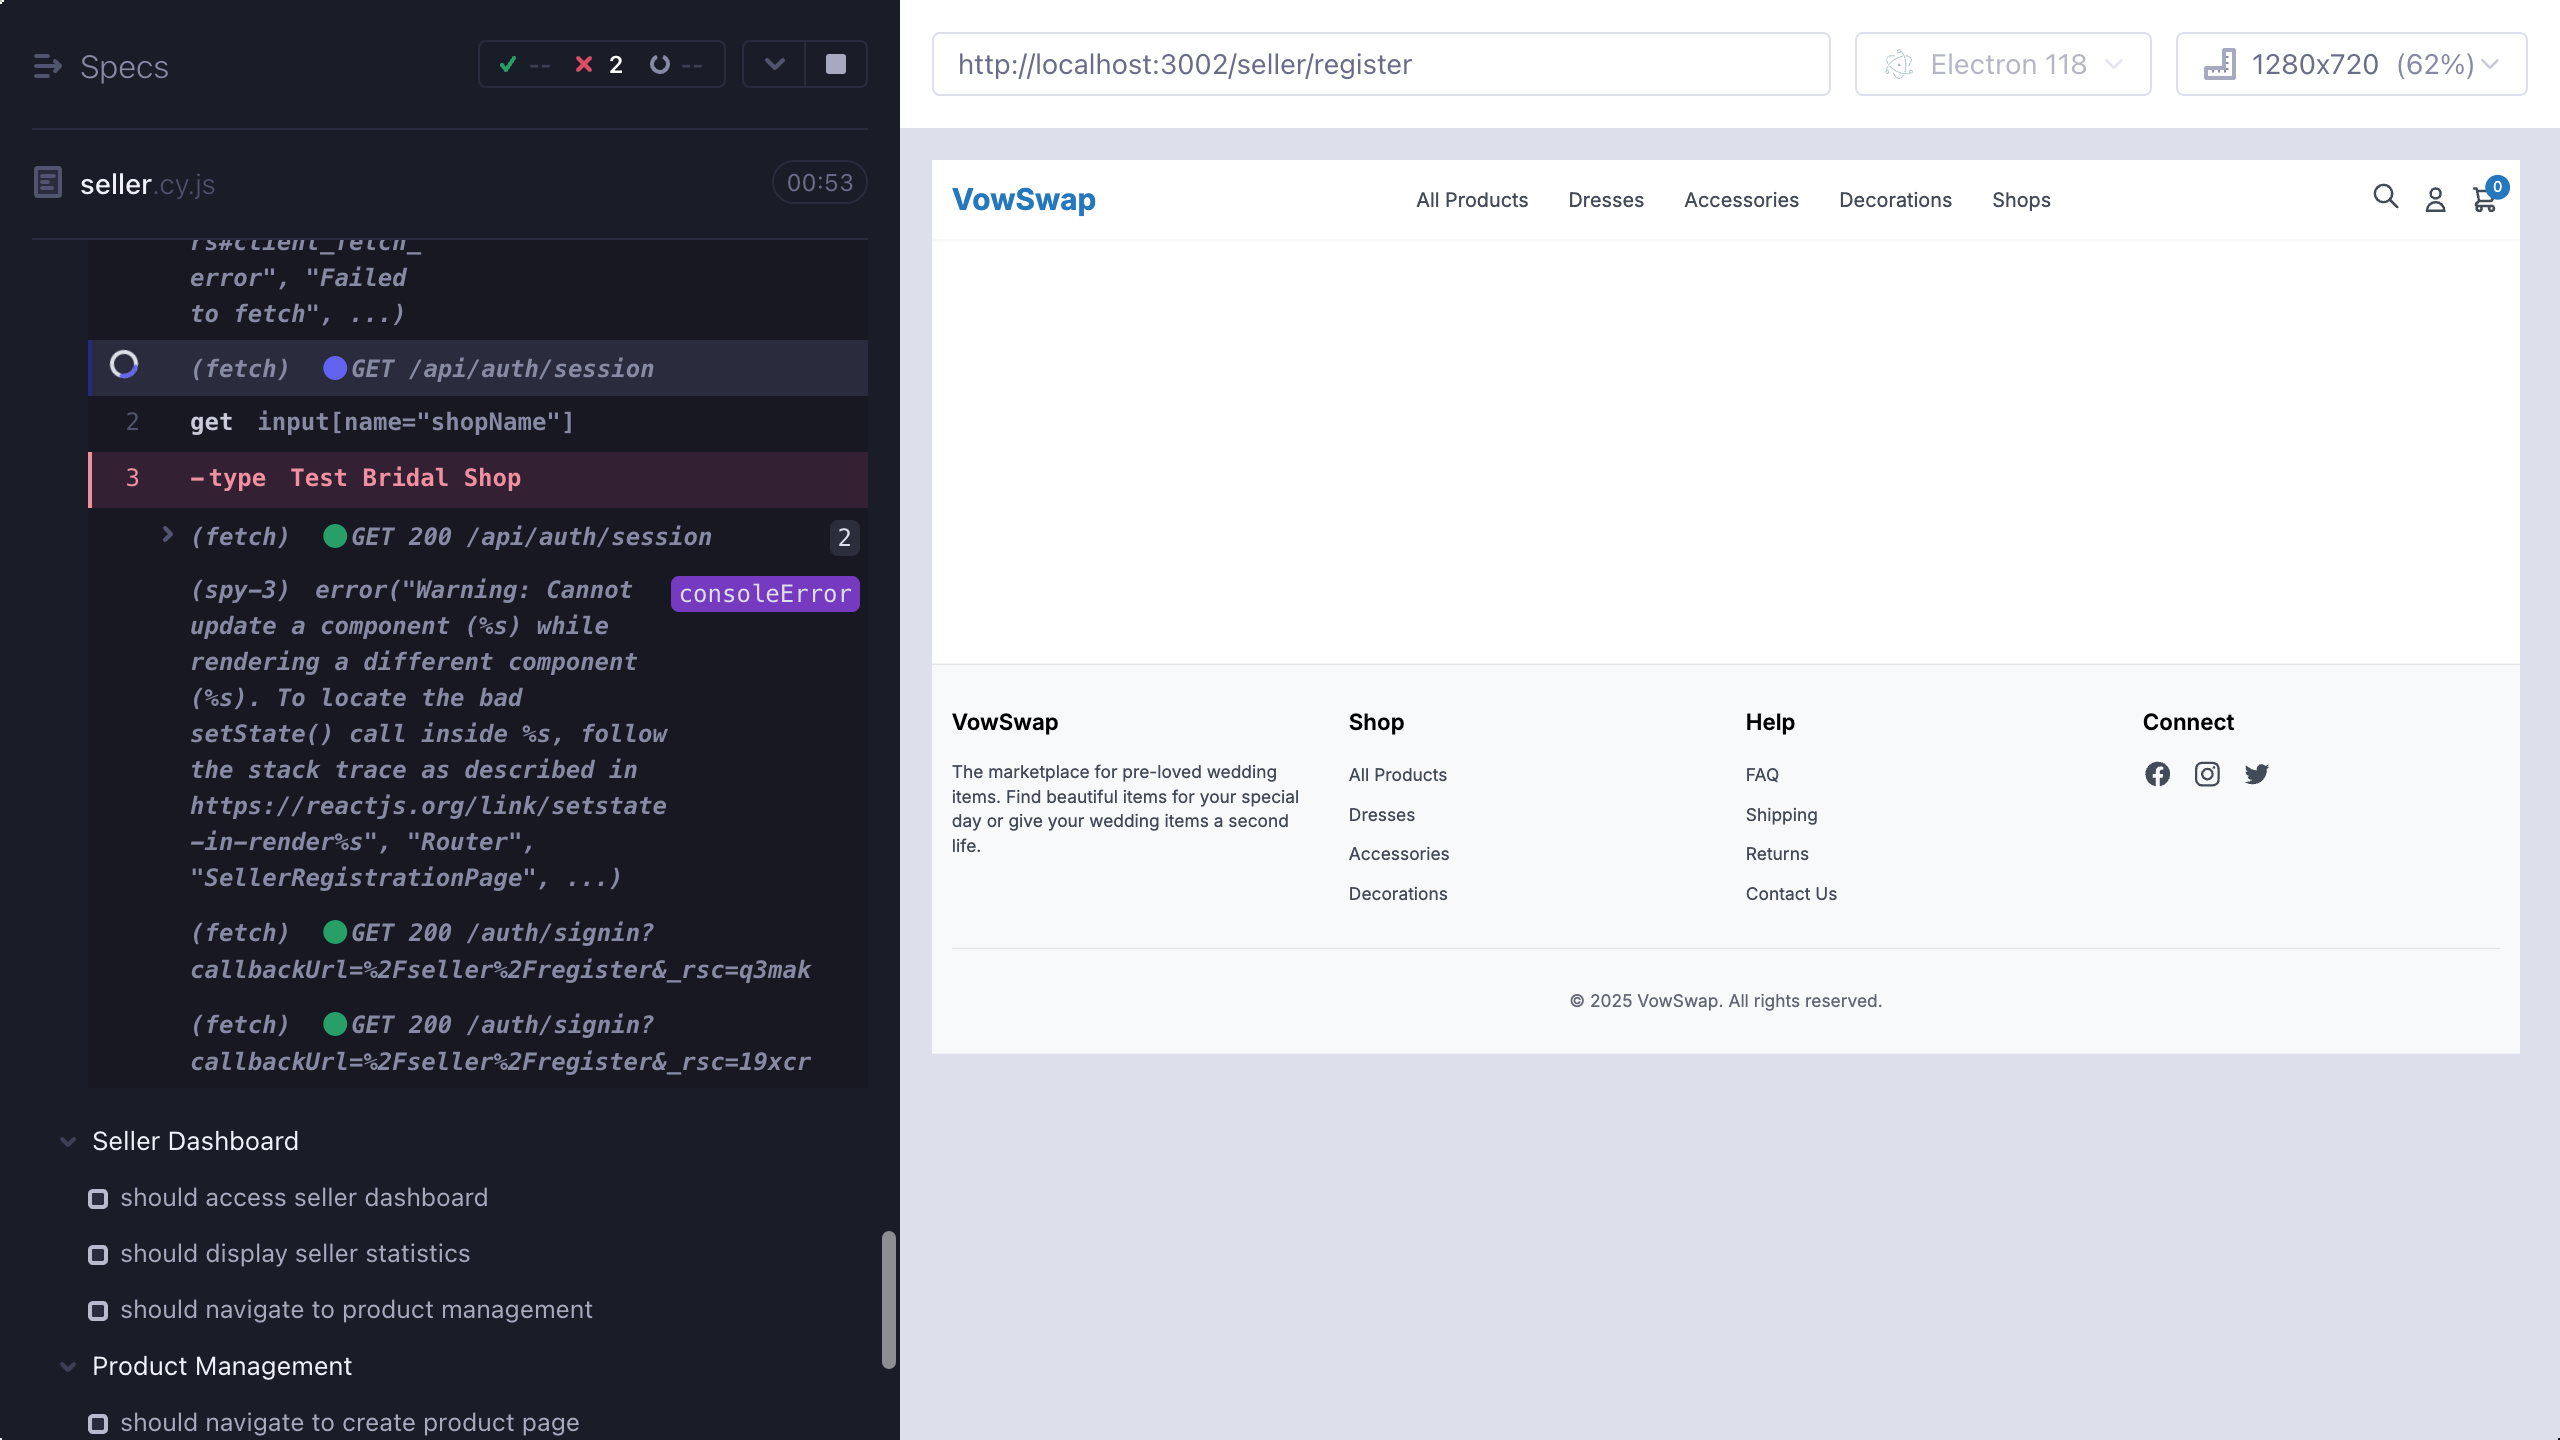 Specs
-- 2 --
seller.cy.js
00:53
rs#client_fetch_
error", "Failed
to fetch", ...)
(fetch) GET /api/auth/session
2 get input[name="shopName"]
3 -type Test Bridal Shop
(fetch) GET 200 /api/auth/session 2
(spy-3) error("Warning: Cannot consoleError
update a component (%s) while
rendering a different component
(%s). To locate the bad
setState() call inside %s, follow
the stack trace as described in
https://reactjs.org/link/setstate
-in-render%s", "Router",
"SellerRegistrationPage", ...)
(fetch) GET 200 /auth/signin?
callbackUrl=%2Fseller%2Fregister&_rsc=q3mak
(fetch) GET 200 /auth/signin?
callbackUrl=%2Fseller%2Fregister&_rsc=19xcr
Seller Dashboard
should access seller dashboard
should display seller statistics
should navigate to product management
Product Management
should navigate to create product page
http://localhost:3002/seller/register
Electron 118
1280x720 (62%)
VowSwap
All Products
Dresses
Accessories
Decorations
Shops
0
VowSwap
The marketplace for pre-loved wedding
items. Find beautiful items for your special
day or give your wedding items a second
life.
Shop
All Products
Dresses
Accessories
Decorations
Help
FAQ
Shipping
Returns
Contact Us
Connect
© 2025 VowSwap. All rights reserved.